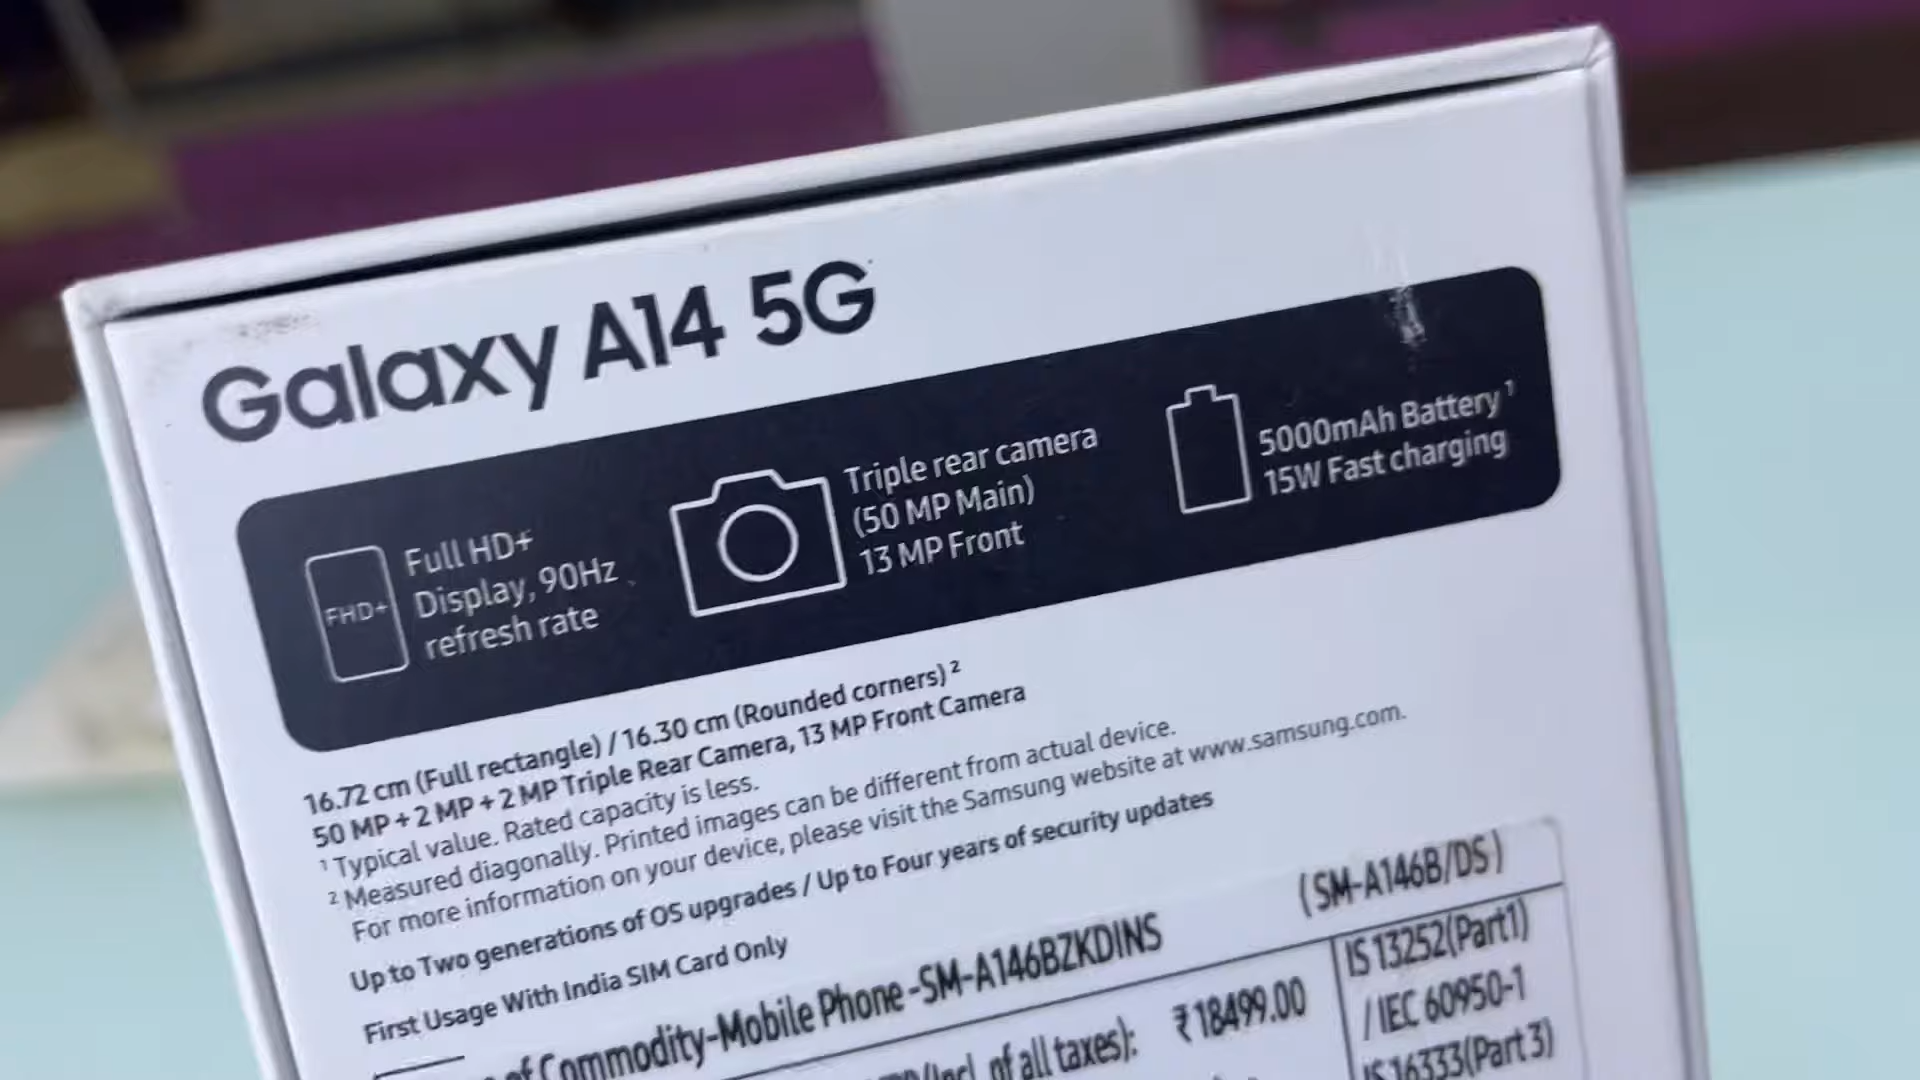 Galaxy A14 5G
FHD+
Full HD+
Display, 90Hz
refresh rate
Triple rear camera
(50 MP Main)
13 MP Front
5000mAh Battery ¹
15W Fast charging
16.72 cm (Full rectangle) / 16.30 cm (Rounded corners) ²
50 MP + 2 MP + 2 MP Triple Rear Camera, 13 MP Front Camera
¹ Typical value. Rated capacity is less.
² Measured diagonally. Printed images can be different from actual device.
For more information on your device, please visit the Samsung website at www.samsung.com.
Up to Two generations of OS upgrades / Up to Four years of security updates
First Usage With India SIM Card Only
(SM-A146B/DS)
of Commodity-Mobile Phone -SM-A146BZKDINS
(Incl. of all taxes): ₹18499.00
IS 13252(Part1)
/ IEC 60950-1
IS 16333(Part 3)